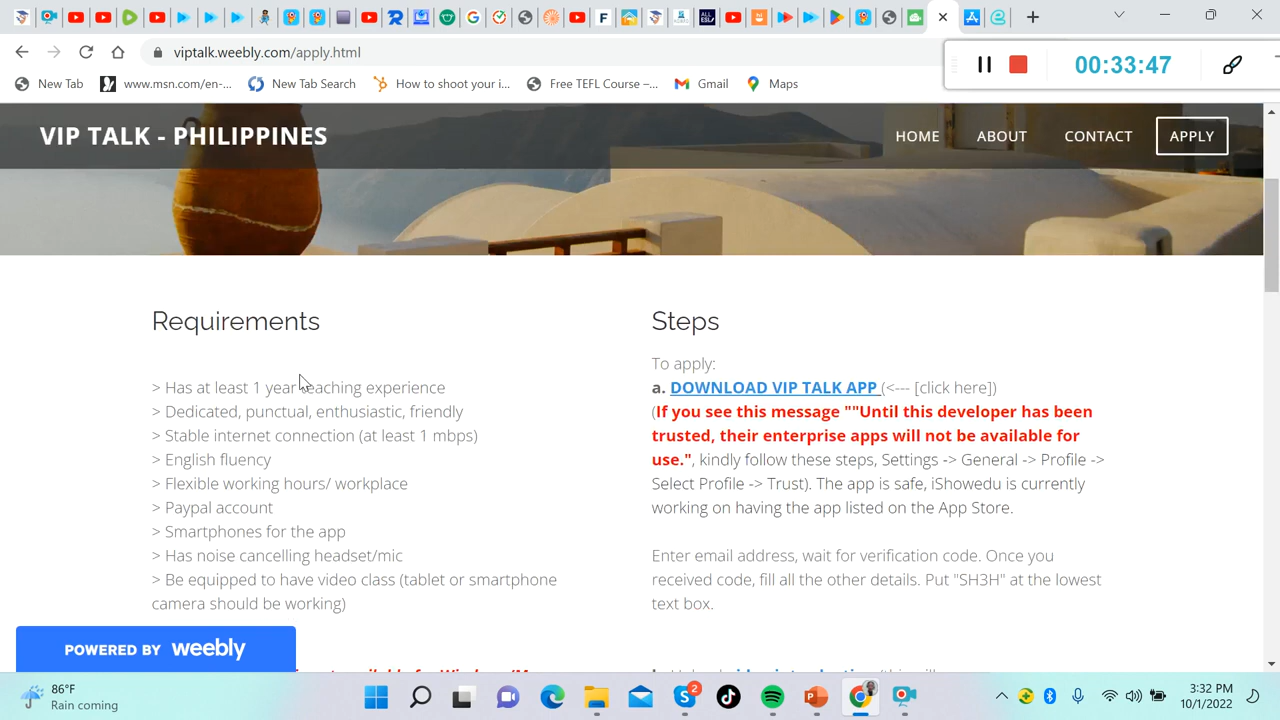 viptalk.weebly.com/apply.html
00:33:47
New Tab
www.msn.com/en-...
New Tab Search
How to shoot your i...
Free TEFL Course –...
Gmail
Maps
VIP TALK - PHILIPPINES
HOME
ABOUT
CONTACT
APPLY
Requirements
> Has at least 1 year teaching experience
> Dedicated, punctual, enthusiastic, friendly
> Stable internet connection (at least 1 mbps)
> English fluency
> Flexible working hours/ workplace
> Paypal account
> Smartphones for the app
> Has noise cancelling headset/mic
> Be equipped to have video class (tablet or smartphone
camera should be working)
Steps
To apply:
a. DOWNLOAD VIP TALK APP (<--- [click here])
(If you see this message ""Until this developer has been
trusted, their enterprise apps will not be available for
use.", kindly follow these steps, Settings -> General -> Profile ->
Select Profile -> Trust). The app is safe, iShowedu is currently
working on having the app listed on the App Store.
Enter email address, wait for verification code. Once you
received code, fill all the other details. Put "SH3H" at the lowest
text box.
POWERED BY weebly
86°F
Rain coming
2
3:32 PM
10/1/2022